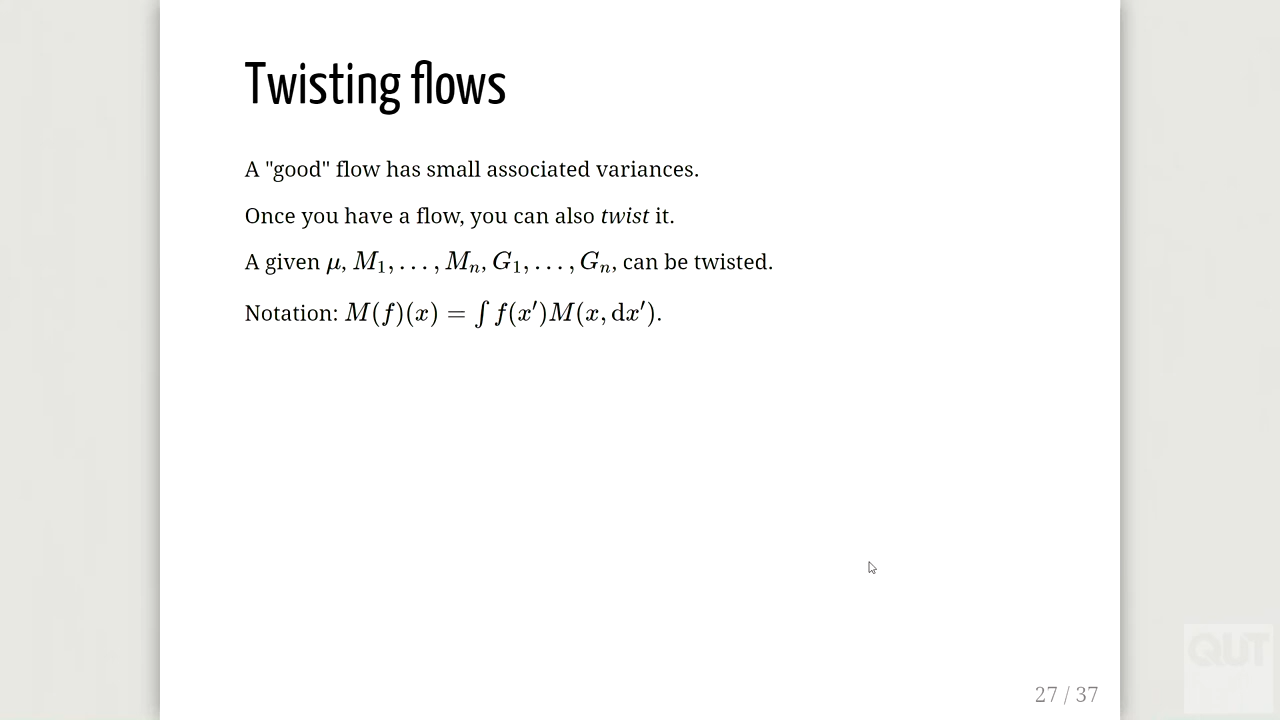 Twisting flows
A "good" flow has small associated variances.
Once you have a flow, you can also twist it.
A given μ, M₁, . . . , Mₙ, G₁, . . . , Gₙ, can be twisted.
Notation: M(f)(x) = ∫ f(x′)M(x, dx′).
27 / 37
QUT